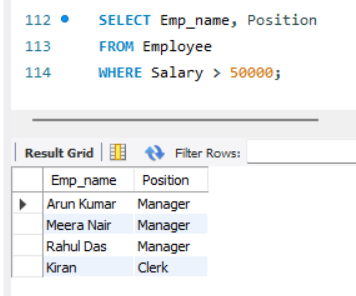 112 SELECT Emp_name, Position
113 FROM Employee
114 WHERE Salary > 50000;
Result Grid Filter Rows:
Emp_name Position
Arun Kumar Manager
Meera Nair Manager
Rahul Das Manager
Kiran Clerk